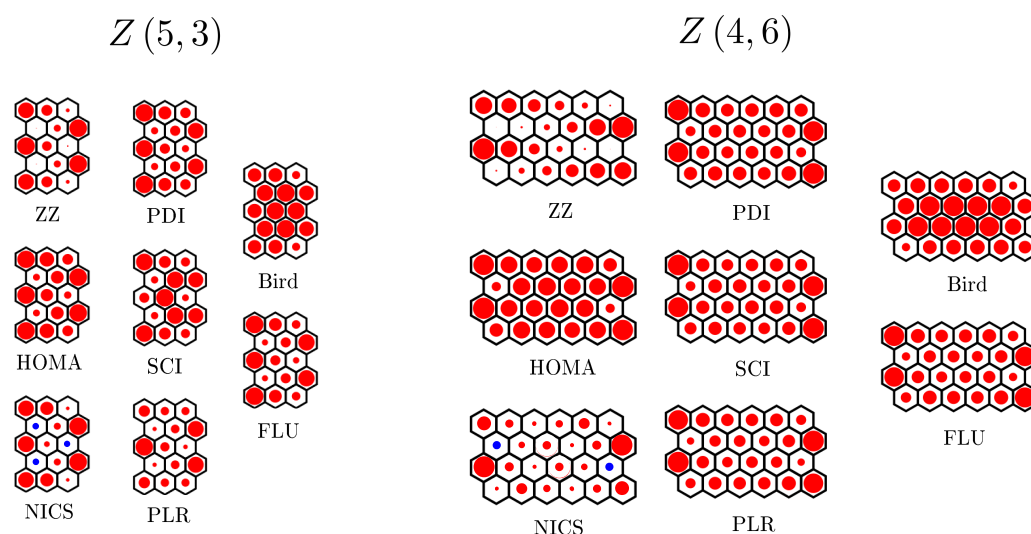 Z (5, 3)
Z (4, 6)
ZZ
PDI
Bird
HOMA
SCI
FLU
NICS
PLR
ZZ
PDI
Bird
HOMA
SCI
FLU
NICS
PLR